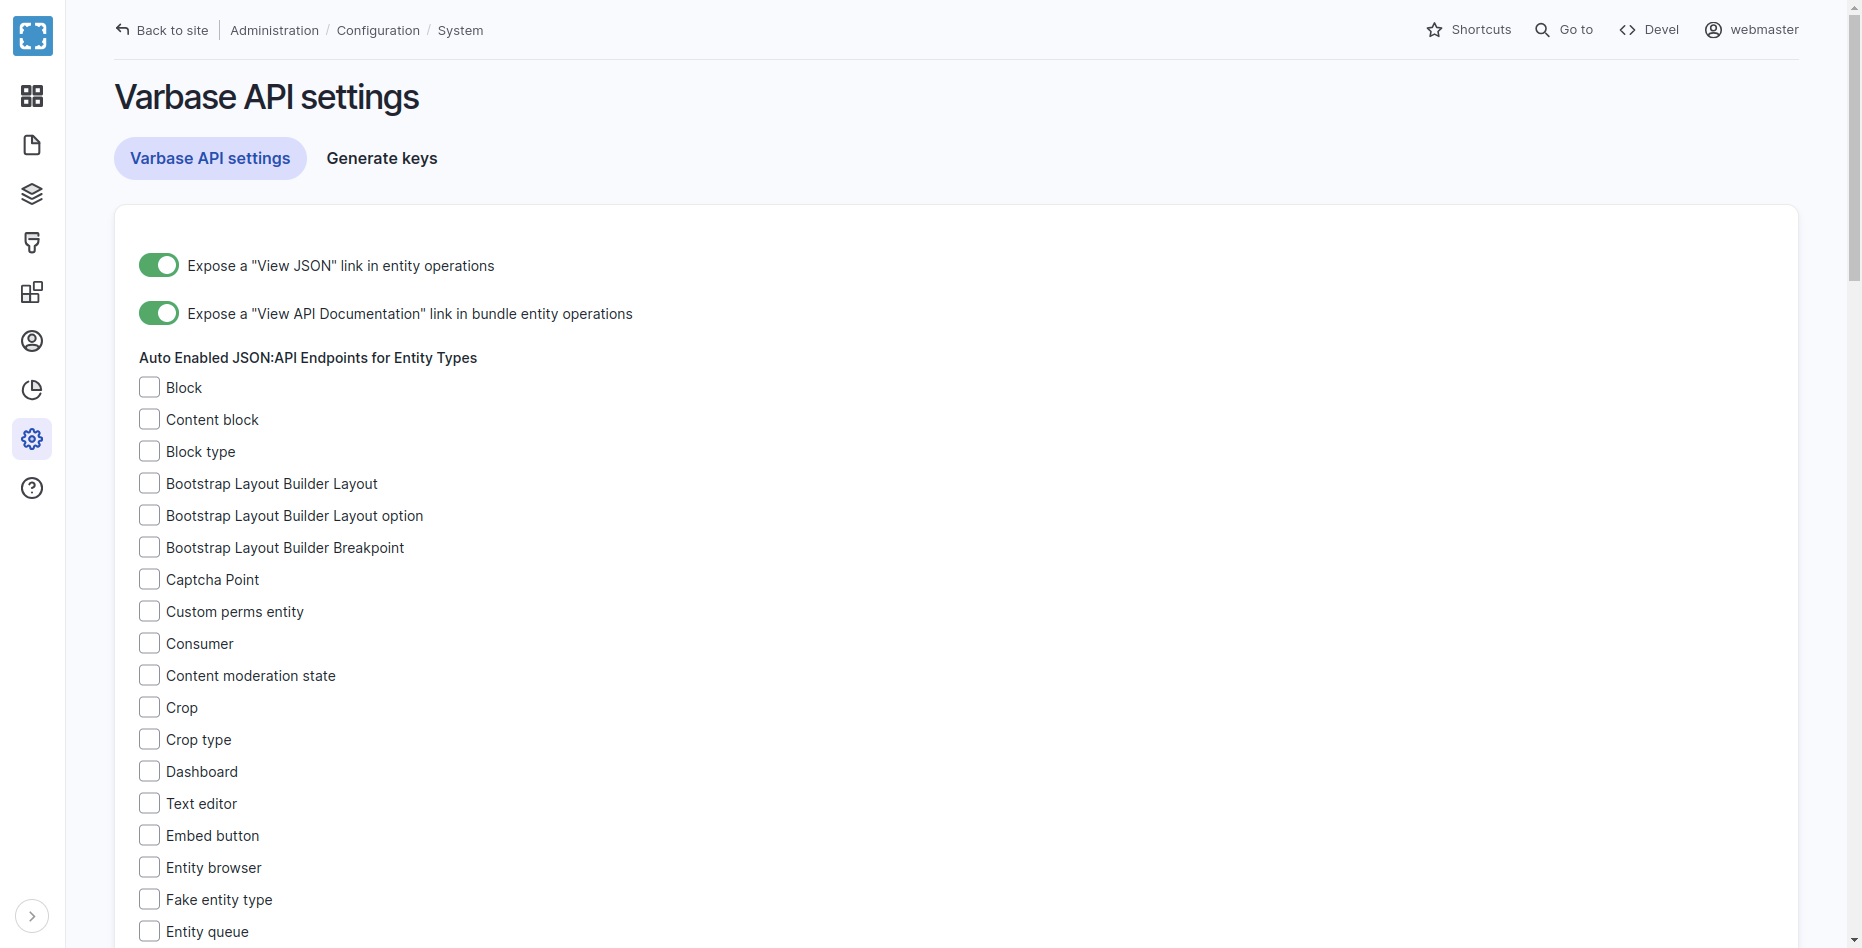 Back to site Administration / Configuration / System
Shortcuts Go to Devel webmaster
Varbase API settings
Varbase API settings Generate keys
Expose a "View JSON" link in entity operations
Expose a "View API Documentation" link in bundle entity operations
Auto Enabled JSON:API Endpoints for Entity Types
Block
Content block
Block type
Bootstrap Layout Builder Layout
Bootstrap Layout Builder Layout option
Bootstrap Layout Builder Breakpoint
Captcha Point
Custom perms entity
Consumer
Content moderation state
Crop
Crop type
Dashboard
Text editor
Embed button
Entity browser
Fake entity type
Entity queue